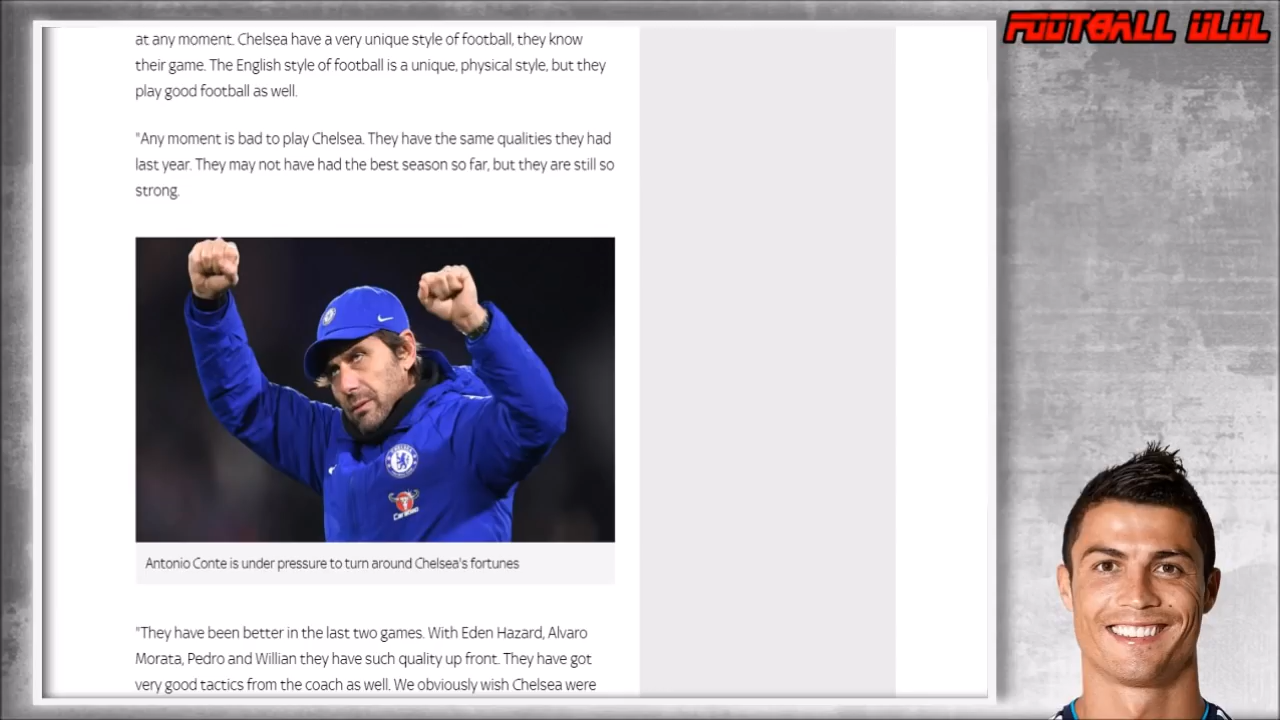 FOOTBALL ULUL
at any moment. Chelsea have a very unique style of football, they know
their game. The English style of football is a unique, physical style, but they
play good football as well.
"Any moment is bad to play Chelsea. They have the same qualities they had
last year. They may not have had the best season so far, but they are still so
strong.
Carabao
Antonio Conte is under pressure to turn around Chelsea's fortunes
"They have been better in the last two games. With Eden Hazard, Alvaro
Morata, Pedro and Willian they have such quality up front. They have got
very good tactics from the coach as well. We obviously wish Chelsea were